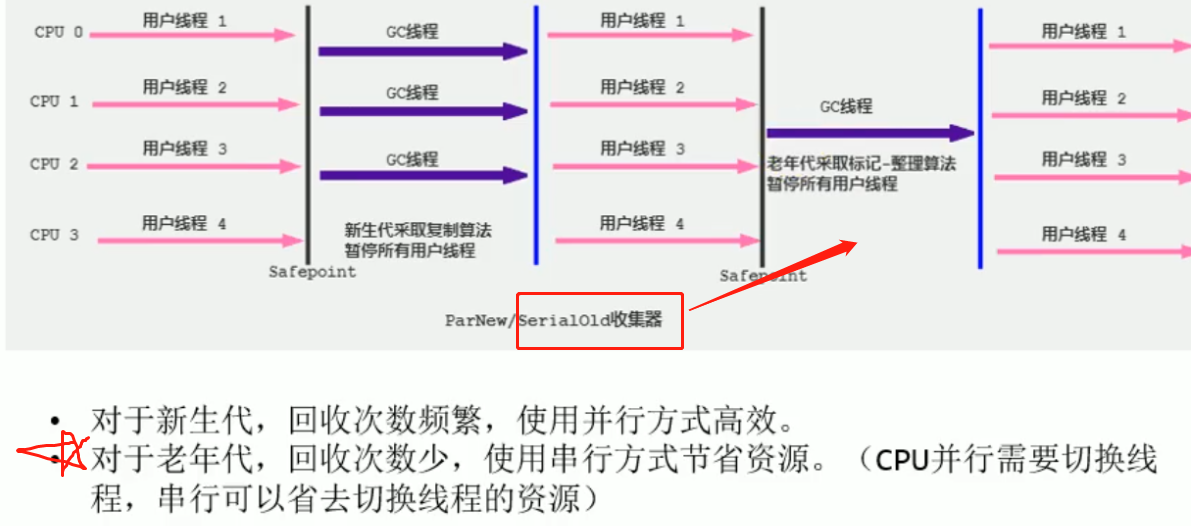 CPU 0
用户线程 1
GC线程
用户线程 1
用户线程 1
CPU 1
用户线程 2
GC线程
用户线程 2
GC线程
用户线程 2
CPU 2
用户线程 3
GC线程
用户线程 3
老年代采取标记-整理算法
暂停所有用户线程
用户线程 3
CPU 3
用户线程 4
新生代采取复制算法
暂停所有用户线程
用户线程 4
用户线程 4
Safepoint
Safepoint
ParNew/SerialOld收集器
• 对于新生代，回收次数频繁，使用并行方式高效。
• 对于老年代，回收次数少，使用串行方式节省资源。（CPU并行需要切换线
程，串行可以省去切换线程的资源）